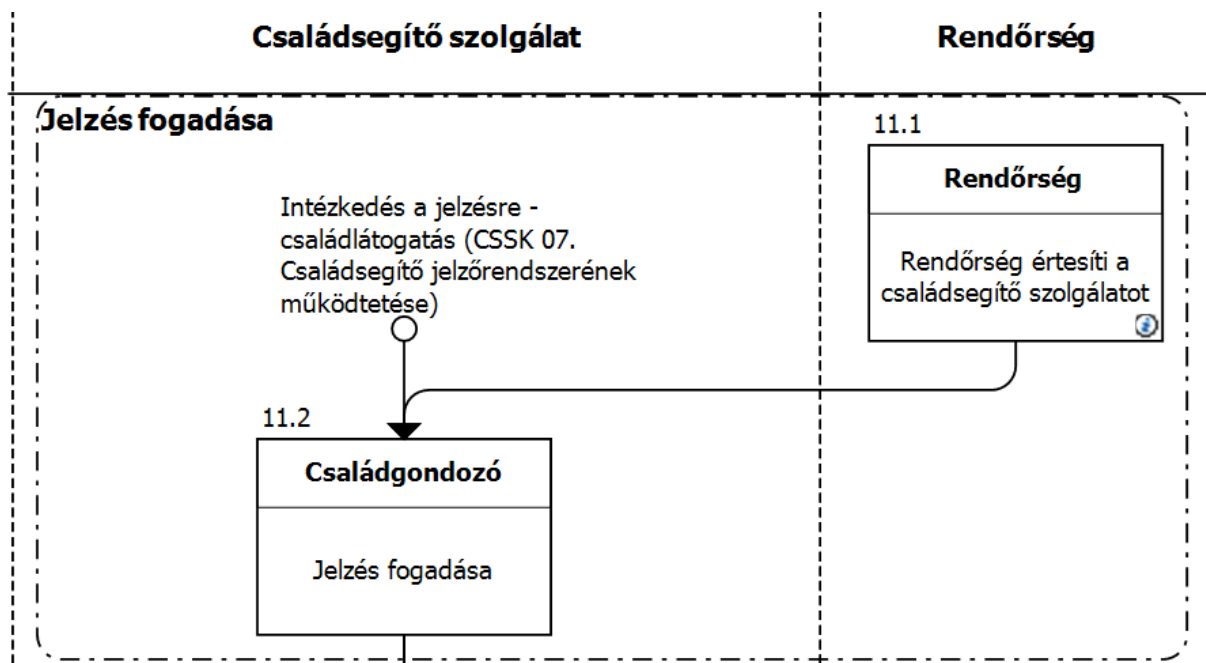 Családsegítő szolgálat
Rendőrség
Jelzés fogadása
11.1
Rendőrség
Rendőrség értesíti a
családsegítő szolgálatot
Intézkedés a jelzésre -
családlátogatás (CSSK 07.
Családsegítő jelzőrendszerének
működtetése)
11.2
Családgondozó
Jelzés fogadása